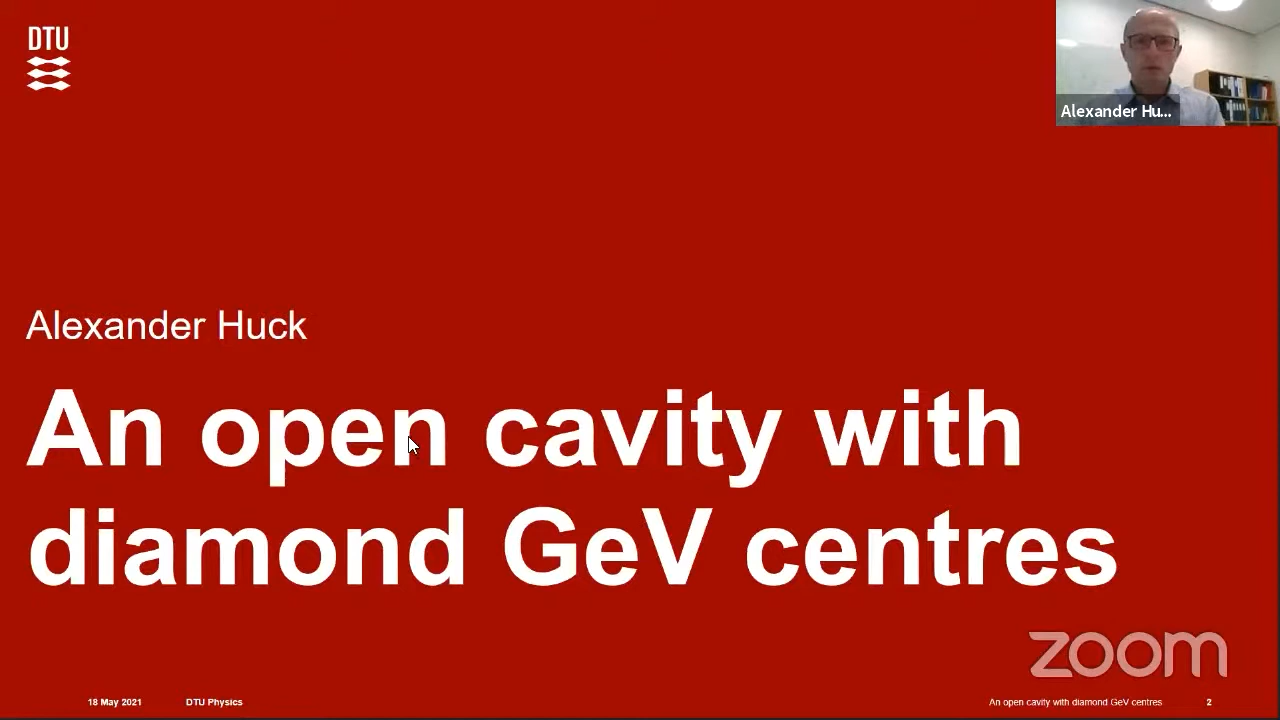 DTU
Alexander Hu...
Alexander Huck
An open cavity with
diamond GeV centres
zoom
18 May 2021 DTU Physics An open cavity with diamond GeV centres 2